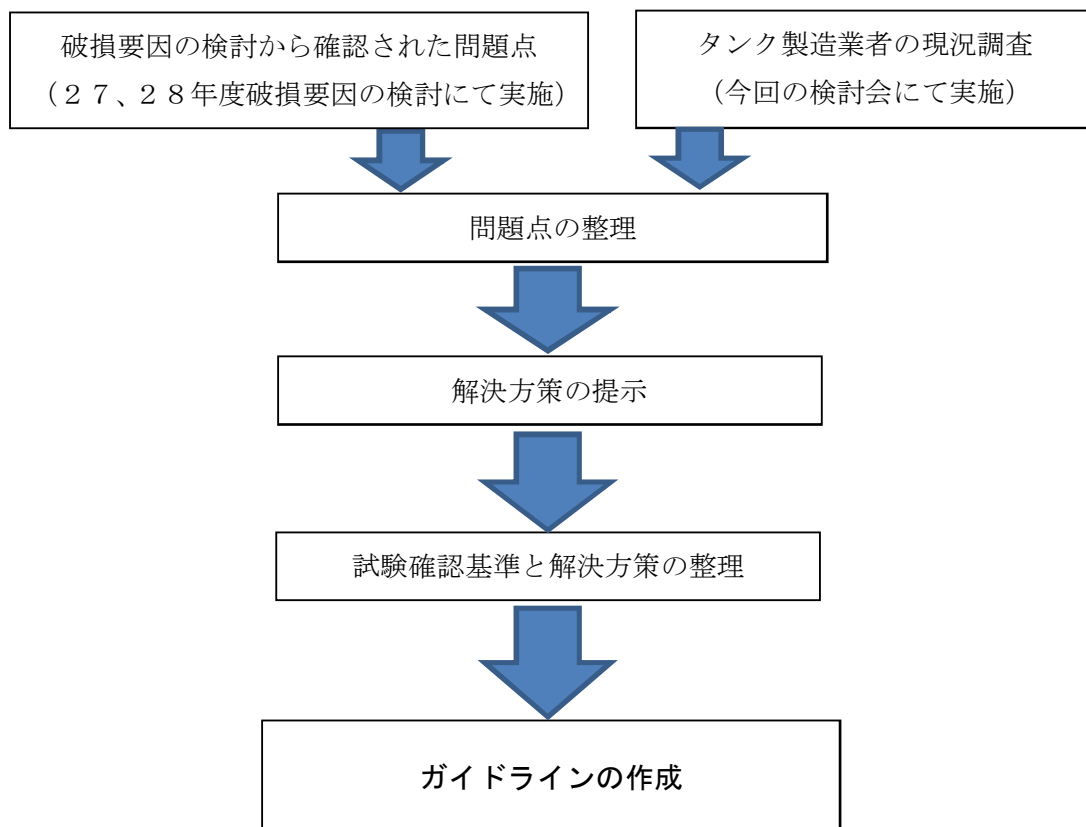 破損要因の検討から確認された問題点
（２７、２８年度破損要因の検討にて実施）
タンク製造業者の現況調査
（今回の検討会にて実施）
問題点の整理
解決方策の提示
試験確認基準と解決方策の整理
ガイドラインの作成